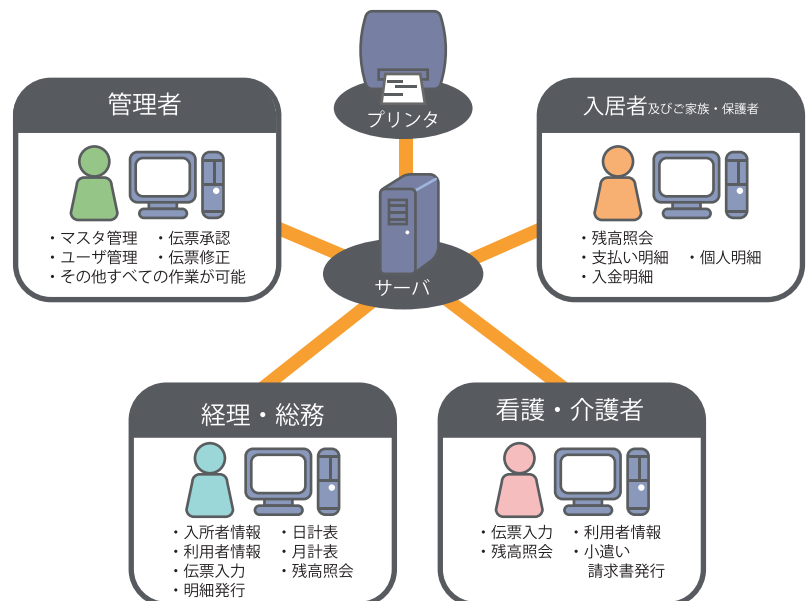 プリンタ
管理者
・マスタ管理 ・伝票承認
・ユーザ管理 ・伝票修正
・その他すべての作業が可能
入居者及びご家族・保護者
・残高照会
・支払い明細 ・個人明細
・入金明細
サーバ
経理・総務
・入所者情報 ・日計表
・利用者情報 ・月計表
・伝票入力 ・残高照会
・明細発行
看護・介護者
・伝票入力 ・利用者情報
・残高照会 ・小遣い
請求書発行